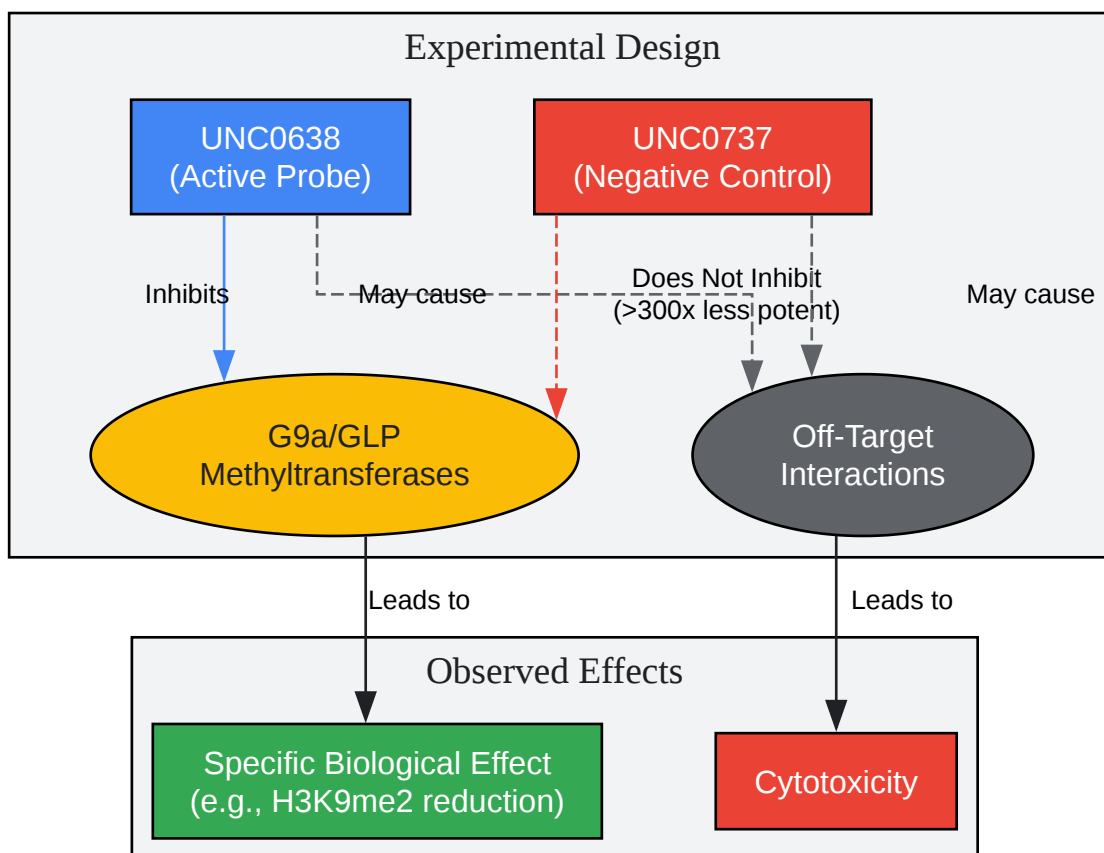 Experimental Design
UNC0638
(Active Probe)
UNC0737
(Negative Control)
Inhibits
May cause
Does Not Inhibit
(>300x less potent)
May cause
G9a/GLP
Methyltransferases
Off-Target
Interactions
Leads to
Leads to
Observed Effects
Specific Biological Effect
(e.g., H3K9me2 reduction)
Cytotoxicity